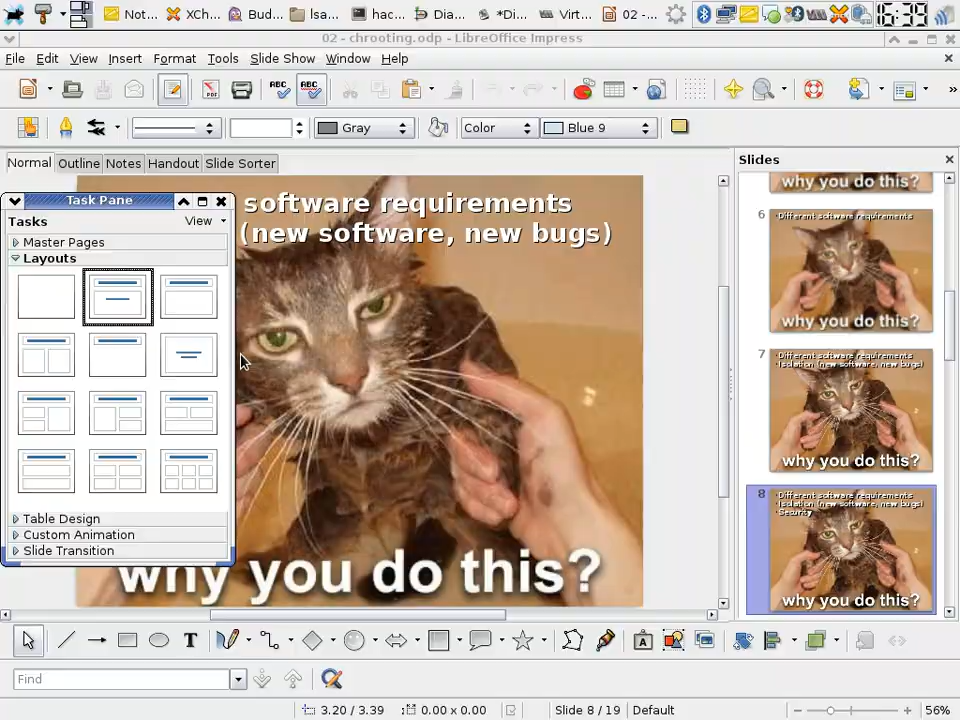 Not...
XCh...
Bud...
lsa...
hac...
Dia...
*Di...
Virt...
02 -...
16:39
02 - chrooting.odp - LibreOffice Impress
File Edit View Insert Format Tools Slide Show Window Help
ABC
ABC
Gray
Color
Blue 9
Normal Outline Notes Handout Slide Sorter
Slides
Task Pane
Tasks
View
Master Pages
Layouts
Table Design
Custom Animation
Slide Transition
software requirements
(new software, new bugs)
why you do this?
why you do this?
6
Different software requirements
why you do this?
7
Different software requirements
Isolation (new software, new bugs)
why you do this?
8
Different software requirements
Isolation (new software, new bugs)
Security
why you do this?
Find
3.20 / 3.39
0.00 x 0.00
Slide 8 / 19
Default
56%